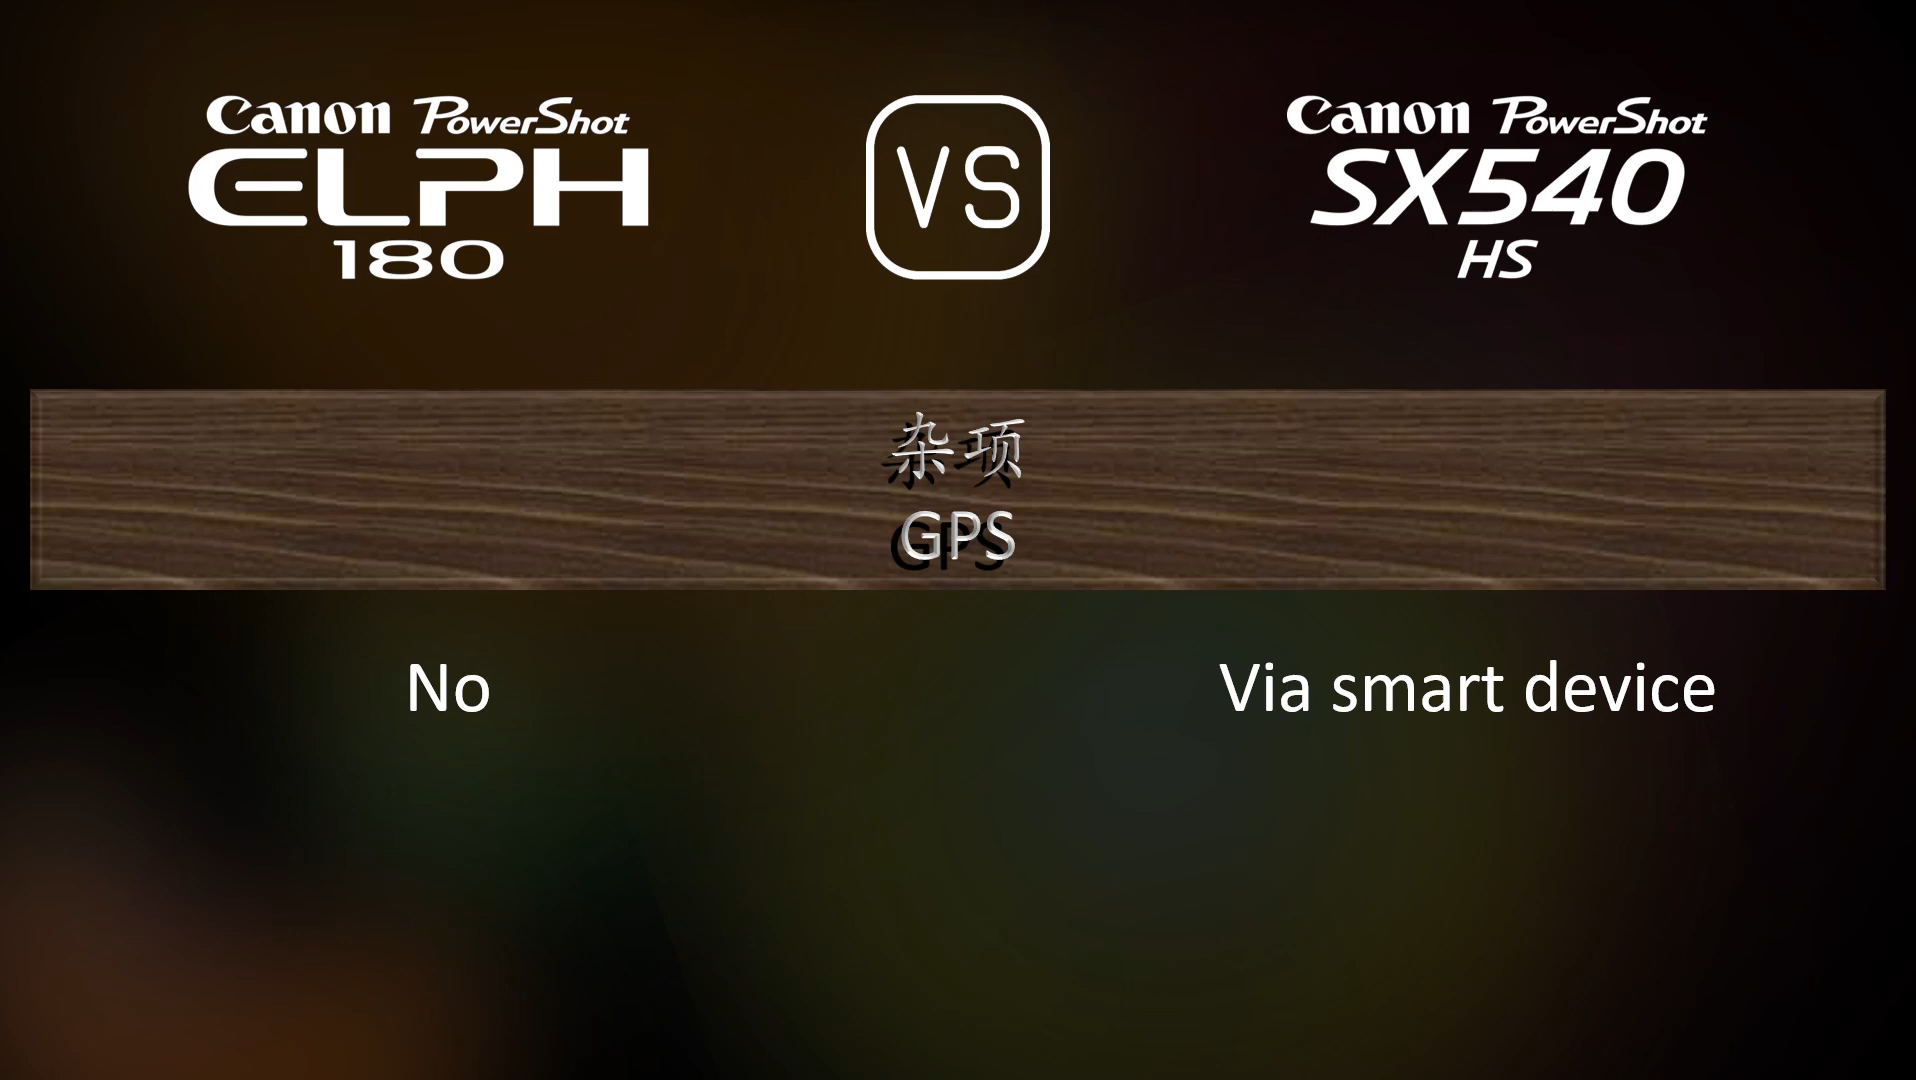 Canon PowerShot
ELPH
180
VS
Canon PowerShot
SX540
HS
杂项
GPS
No
Via smart device